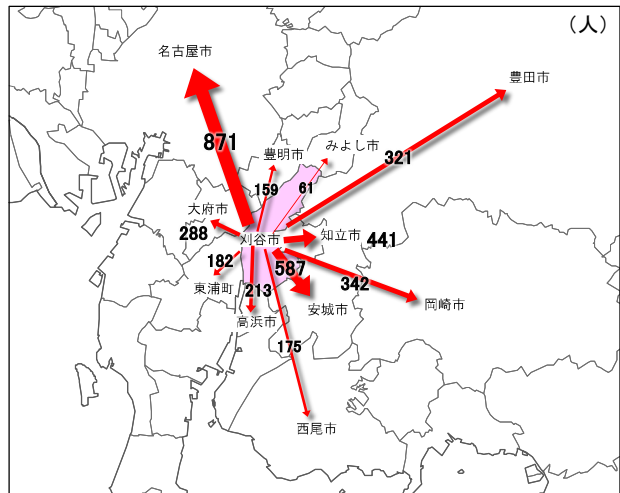 （人）
名古屋市
豊田市
871
豊明市
みよし市
321
159
61
大府市
288
刈谷市
知立市
441
182
587
東浦町
213
342
高浜市
安城市
岡崎市
175
西尾市